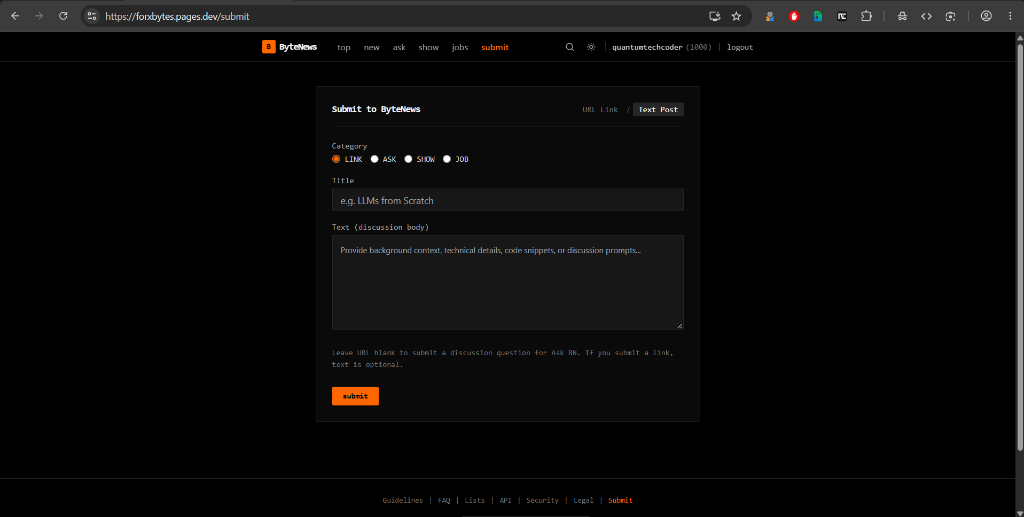 https://forxbytes.pages.dev/submit
B ByteNews top new ask show jobs submit | quantumtechcoder (1000) | logout
Submit to ByteNews URL Link / Text Post
Category
LINK ASK SHOW JOB
Title
e.g. LLMs from Scratch
Text (discussion body)
Provide background context, technical details, code snippets, or discussion prompts...
Leave URL blank to submit a discussion question for Ask BN. If you submit a link,
text is optional.
submit
Guidelines | FAQ | Lists | API | Security | Legal | Submit